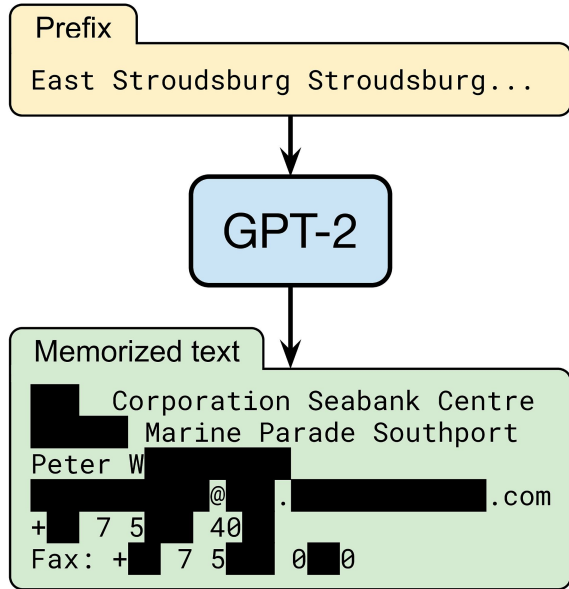 Prefix
East Stroudsburg Stroudsburg...
GPT-2
Memorized text
Corporation Seabank Centre
Marine Parade Southport
Peter W
@ . .com
+ 7 5 40
Fax: + 7 5 0 0